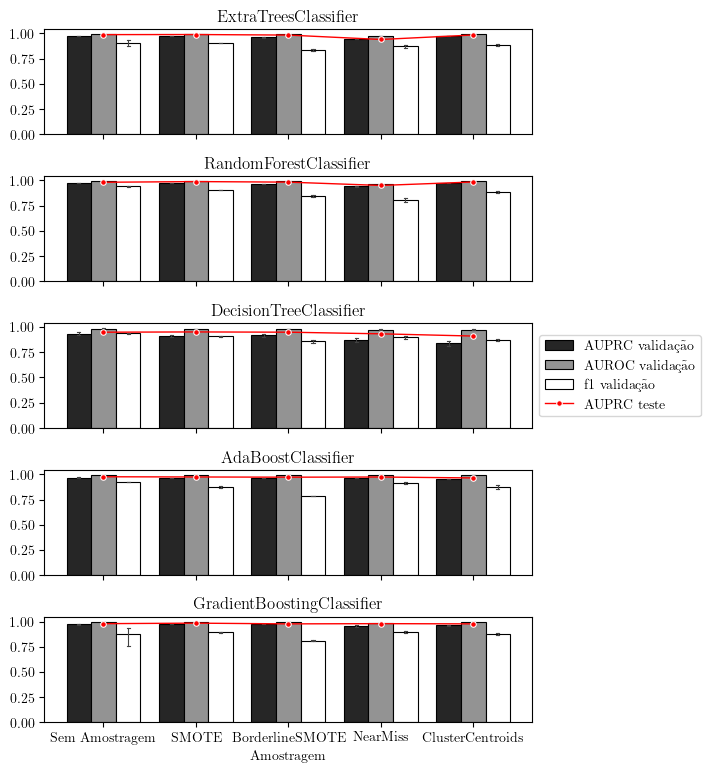 ExtraTreesClassifier
1.00
0.75
0.50
0.25
0.00
RandomForestClassifier
1.00
0.75
0.50
0.25
0.00
DecisionTreeClassifier
1.00
0.75
0.50
0.25
0.00
AUPRC validação
AUROC validação
f1 validação
AUPRC teste
AdaBoostClassifier
1.00
0.75
0.50
0.25
0.00
GradientBoostingClassifier
1.00
0.75
0.50
0.25
0.00
Sem Amostragem SMOTE BorderlineSMOTE NearMiss ClusterCentroids
Amostragem